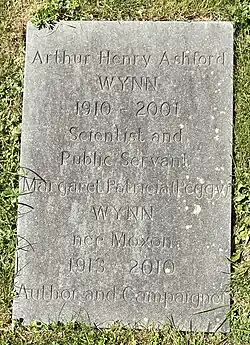 Arthur Henry Ashford
WYNN
1910 - 2001
Scientist and
Public Servant
Margaret Patricia (Peggy)
WYNN
nee Moxon
1913 - 2010
Author and Campaigner